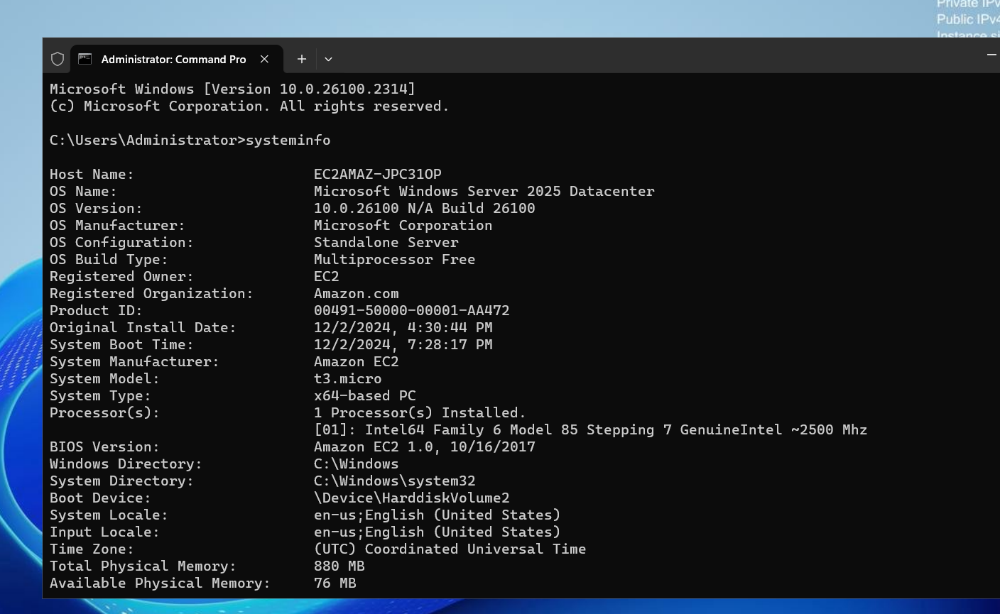 Private IPv
Public IPv4
Instance si
Administrator: Command Pro
Microsoft Windows [Version 10.0.26100.2314]
(c) Microsoft Corporation. All rights reserved.
C:\Users\Administrator>systeminfo
Host Name: EC2AMAZ-JPC31OP
OS Name: Microsoft Windows Server 2025 Datacenter
OS Version: 10.0.26100 N/A Build 26100
OS Manufacturer: Microsoft Corporation
OS Configuration: Standalone Server
OS Build Type: Multiprocessor Free
Registered Owner: EC2
Registered Organization: Amazon.com
Product ID: 00491-50000-00001-AA472
Original Install Date: 12/2/2024, 4:30:44 PM
System Boot Time: 12/2/2024, 7:28:17 PM
System Manufacturer: Amazon EC2
System Model: t3.micro
System Type: x64-based PC
Processor(s): 1 Processor(s) Installed.
[01]: Intel64 Family 6 Model 85 Stepping 7 GenuineIntel ~2500 Mhz
BIOS Version: Amazon EC2 1.0, 10/16/2017
Windows Directory: C:\Windows
System Directory: C:\Windows\system32
Boot Device: \Device\HarddiskVolume2
System Locale: en-us;English (United States)
Input Locale: en-us;English (United States)
Time Zone: (UTC) Coordinated Universal Time
Total Physical Memory: 880 MB
Available Physical Memory: 76 MB